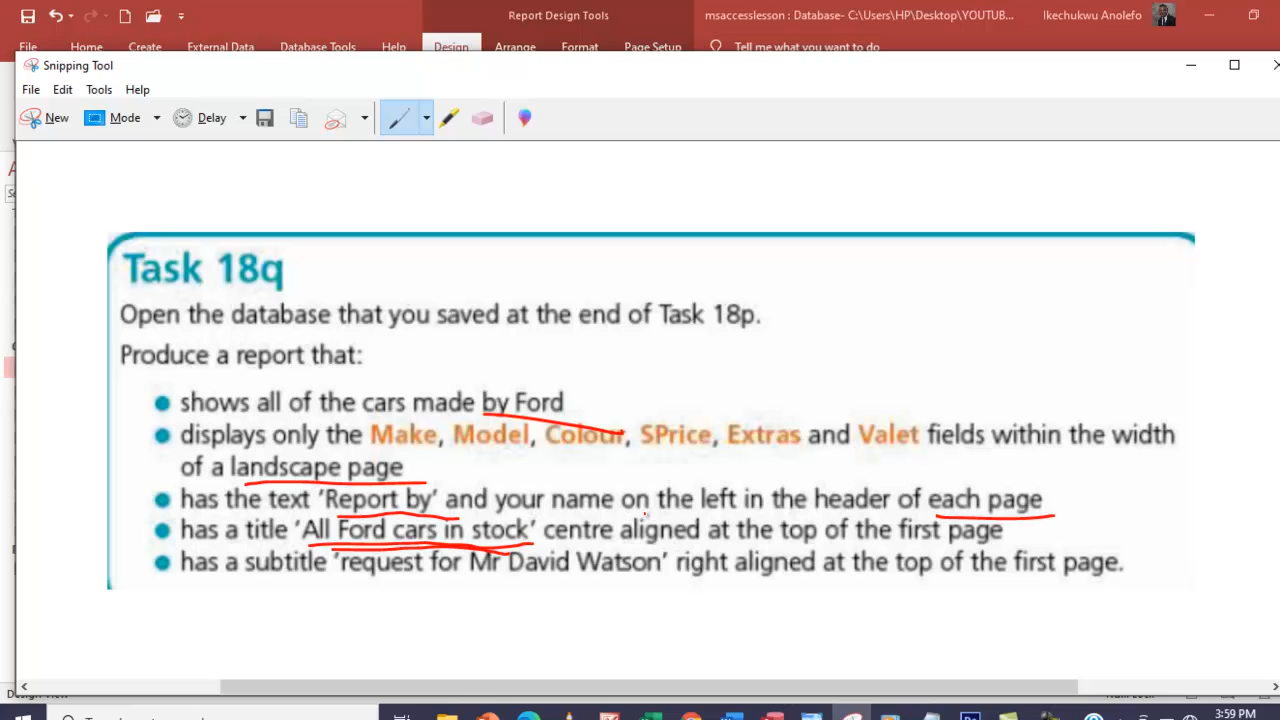 Report Design Tools
msaccesslesson : Database- C:\Users\HP\Desktop\YOUTUB...
Ikechukwu Anolefo
File Home Create External Data Database Tools Help Design Arrange Format Page Setup Tell me what you want to do
Snipping Tool
File Edit Tools Help
New Mode Delay
Task 18q
Open the database that you saved at the end of Task 18p.
Produce a report that:
shows all of the cars made by Ford
displays only the Make, Model, Colour, SPrice, Extras and Valet fields within the width
of a landscape page
has the text 'Report by' and your name on the left in the header of each page
has a title 'All Ford cars in stock' centre aligned at the top of the first page
has a subtitle 'request for Mr David Watson' right aligned at the top of the first page.
3:59 PM